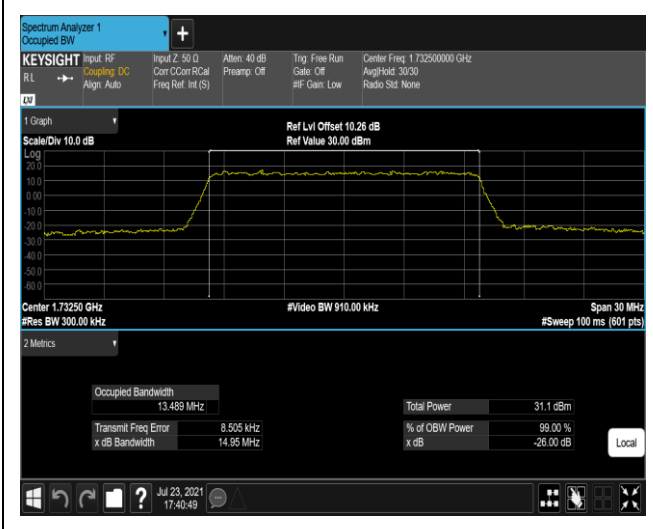 Spectrum Analyzer 1
Occupied BW
KEYSIGHT Input: RF Input Z: 50 Ω Atten: 40 dB Trig: Free Run Center Freq: 1.732500000 GHz
RL Coupling: DC Corr CCorr RCal Preamp: Off Gate: Off Avg|Hold: 30/30
Align: Auto Freq Ref: Int (S) #IF Gain: Low Radio Std: None
LXI
1 Graph
Ref Lvl Offset 10.26 dB
Scale/Div 10.0 dB Ref Value 30.00 dBm
Log
20.0
10.0
0.00
-10.0
-20.0
-30.0
-40.0
-50.0
-60.0
Center 1.73250 GHz #Video BW 910.00 kHz Span 30 MHz
#Res BW 300.00 kHz #Sweep 100 ms (601 pts)
2 Metrics
Occupied Bandwidth
13.489 MHz Total Power 31.1 dBm
Transmit Freq Error 8.505 kHz % of OBW Power 99.00 %
x dB Bandwidth 14.95 MHz x dB -26.00 dB
Local
? Jul 23, 2021
17:40:49